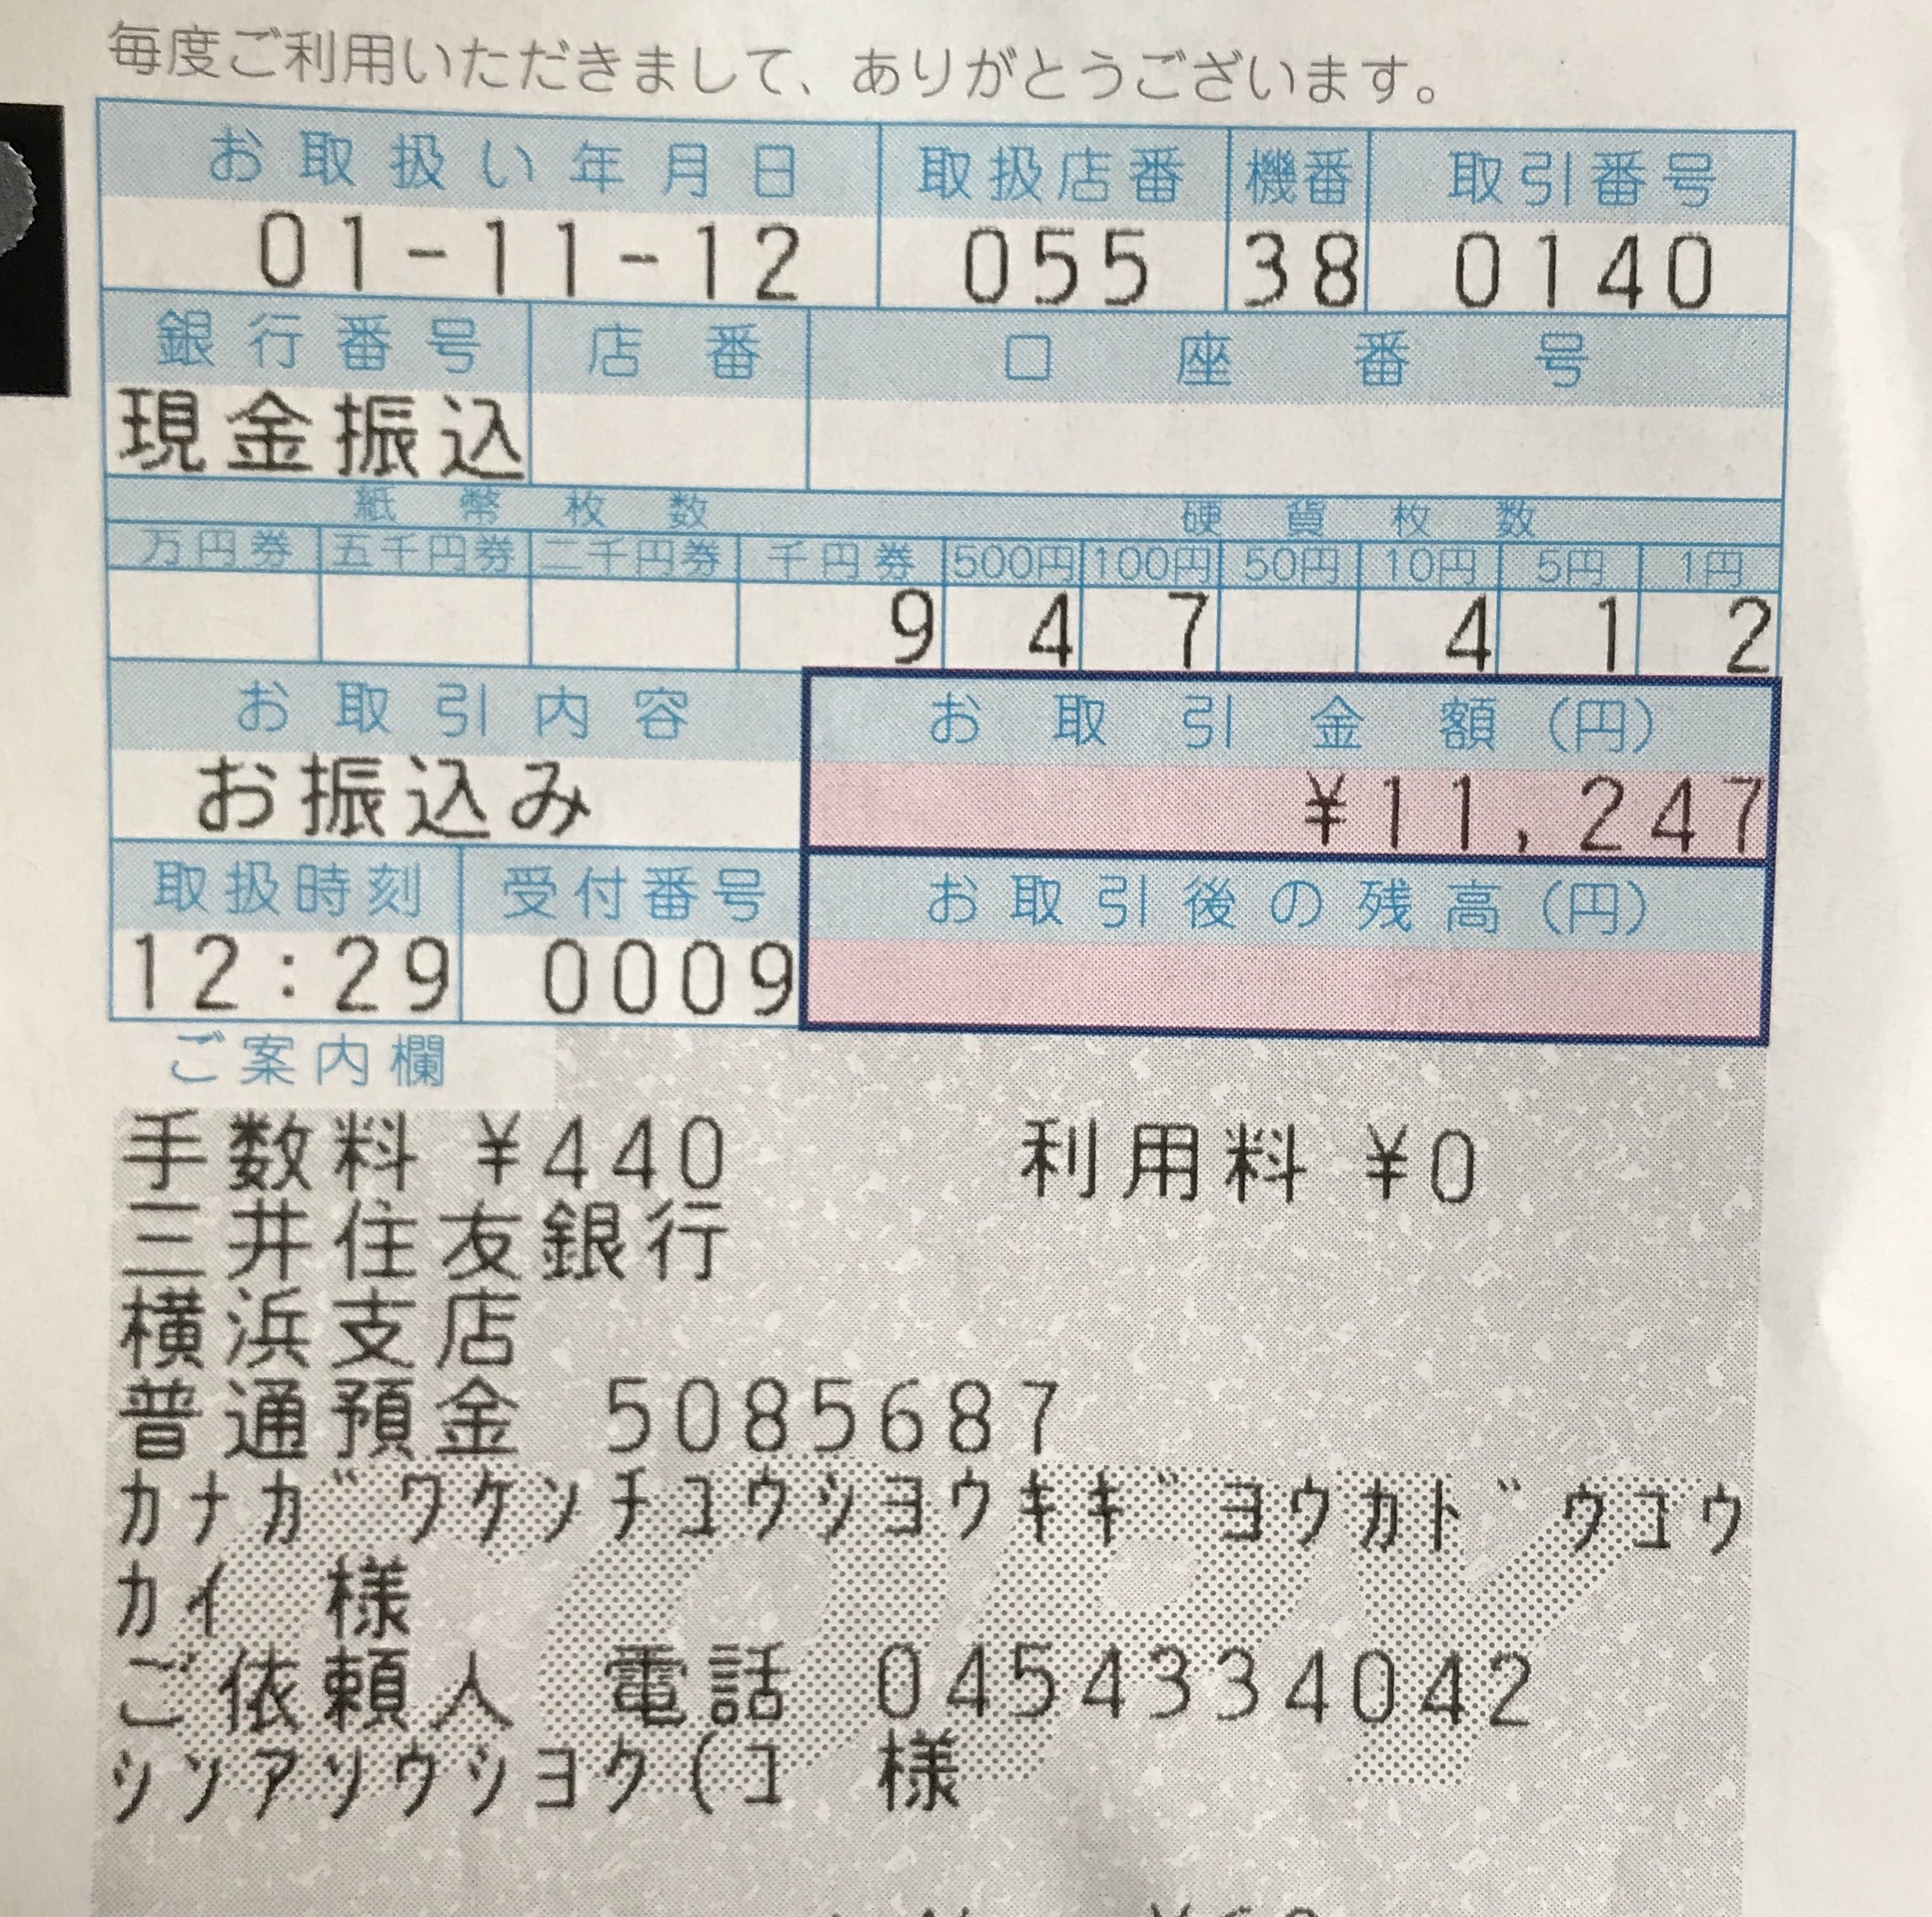 毎度ご利用いただきまして、ありがとうございます。
お取扱い年月日 取扱店番 機番 取引番号
01-11-12 055 38 0140
銀行番号 店番 口座番号
現金振込
紙幣枚数 硬貨枚数
万円券 五千円券 二千円券 千円券 500円 100円 50円 10円 5円 1円
9 4 7 4 1 2
お取引内容 お取引金額(円)
お振込み ¥11,247
取扱時刻 受付番号 お取引後の残高(円)
12:29 0009
ご案内欄
手数料 ¥440 利用料 ¥0
三井住友銀行
横浜支店
普通預金 5085687
カナガ゛ワケンチユウシヨウキギ゛ヨウカト゛ウユウ
カイ 様
ご依頼人 電話 0454334042
シンアソウシヨク(ユ 様